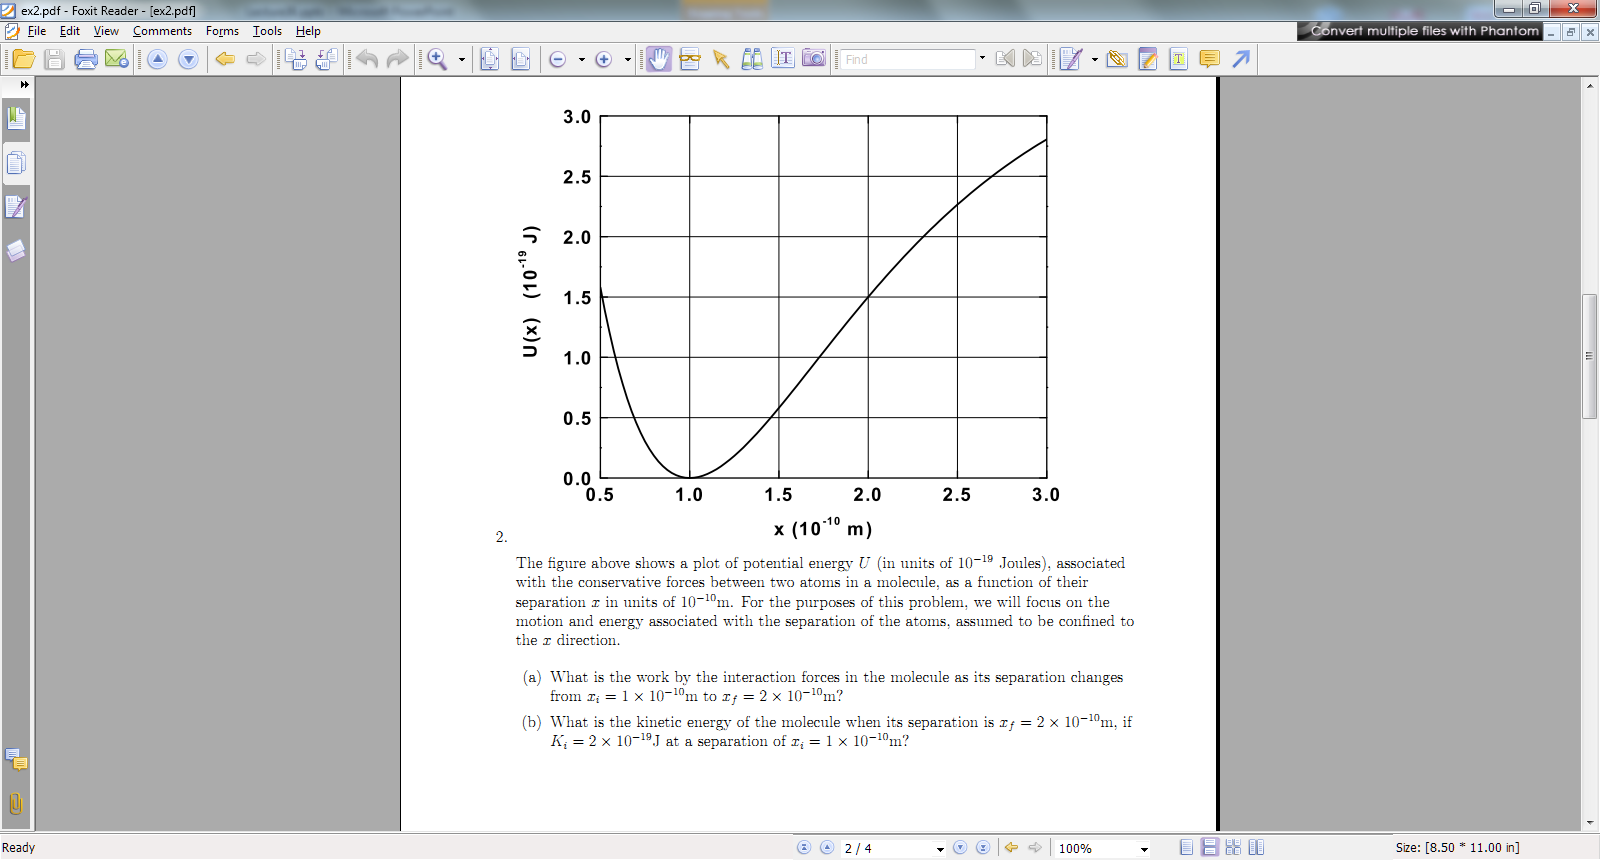 ex2.pdf - Foxit Reader - [ex2.pdf]
File Edit View Comments Forms Tools Help
Convert multiple files with Phantom
Find
3.0
2.5
2.0
1.5
1.0
0.5
0.0
U(x) (10⁻¹⁹ J)
0.5 1.0 1.5 2.0 2.5 3.0
x (10⁻¹⁰ m)
2.
The figure above shows a plot of potential energy U (in units of 10⁻¹⁹ Joules), associated
with the conservative forces between two atoms in a molecule, as a function of their
separation x in units of 10⁻¹⁰m. For the purposes of this problem, we will focus on the
motion and energy associated with the separation of the atoms, assumed to be confined to
the x direction.
(a) What is the work by the interaction forces in the molecule as its separation changes
from xᵢ = 1 × 10⁻¹⁰m to x_f = 2 × 10⁻¹⁰m?
(b) What is the kinetic energy of the molecule when its separation is x_f = 2 × 10⁻¹⁰m, if
Kᵢ = 2 × 10⁻¹⁹J at a separation of xᵢ = 1 × 10⁻¹⁰m?
Ready
2 / 4
100%
Size: [8.50 * 11.00 in]